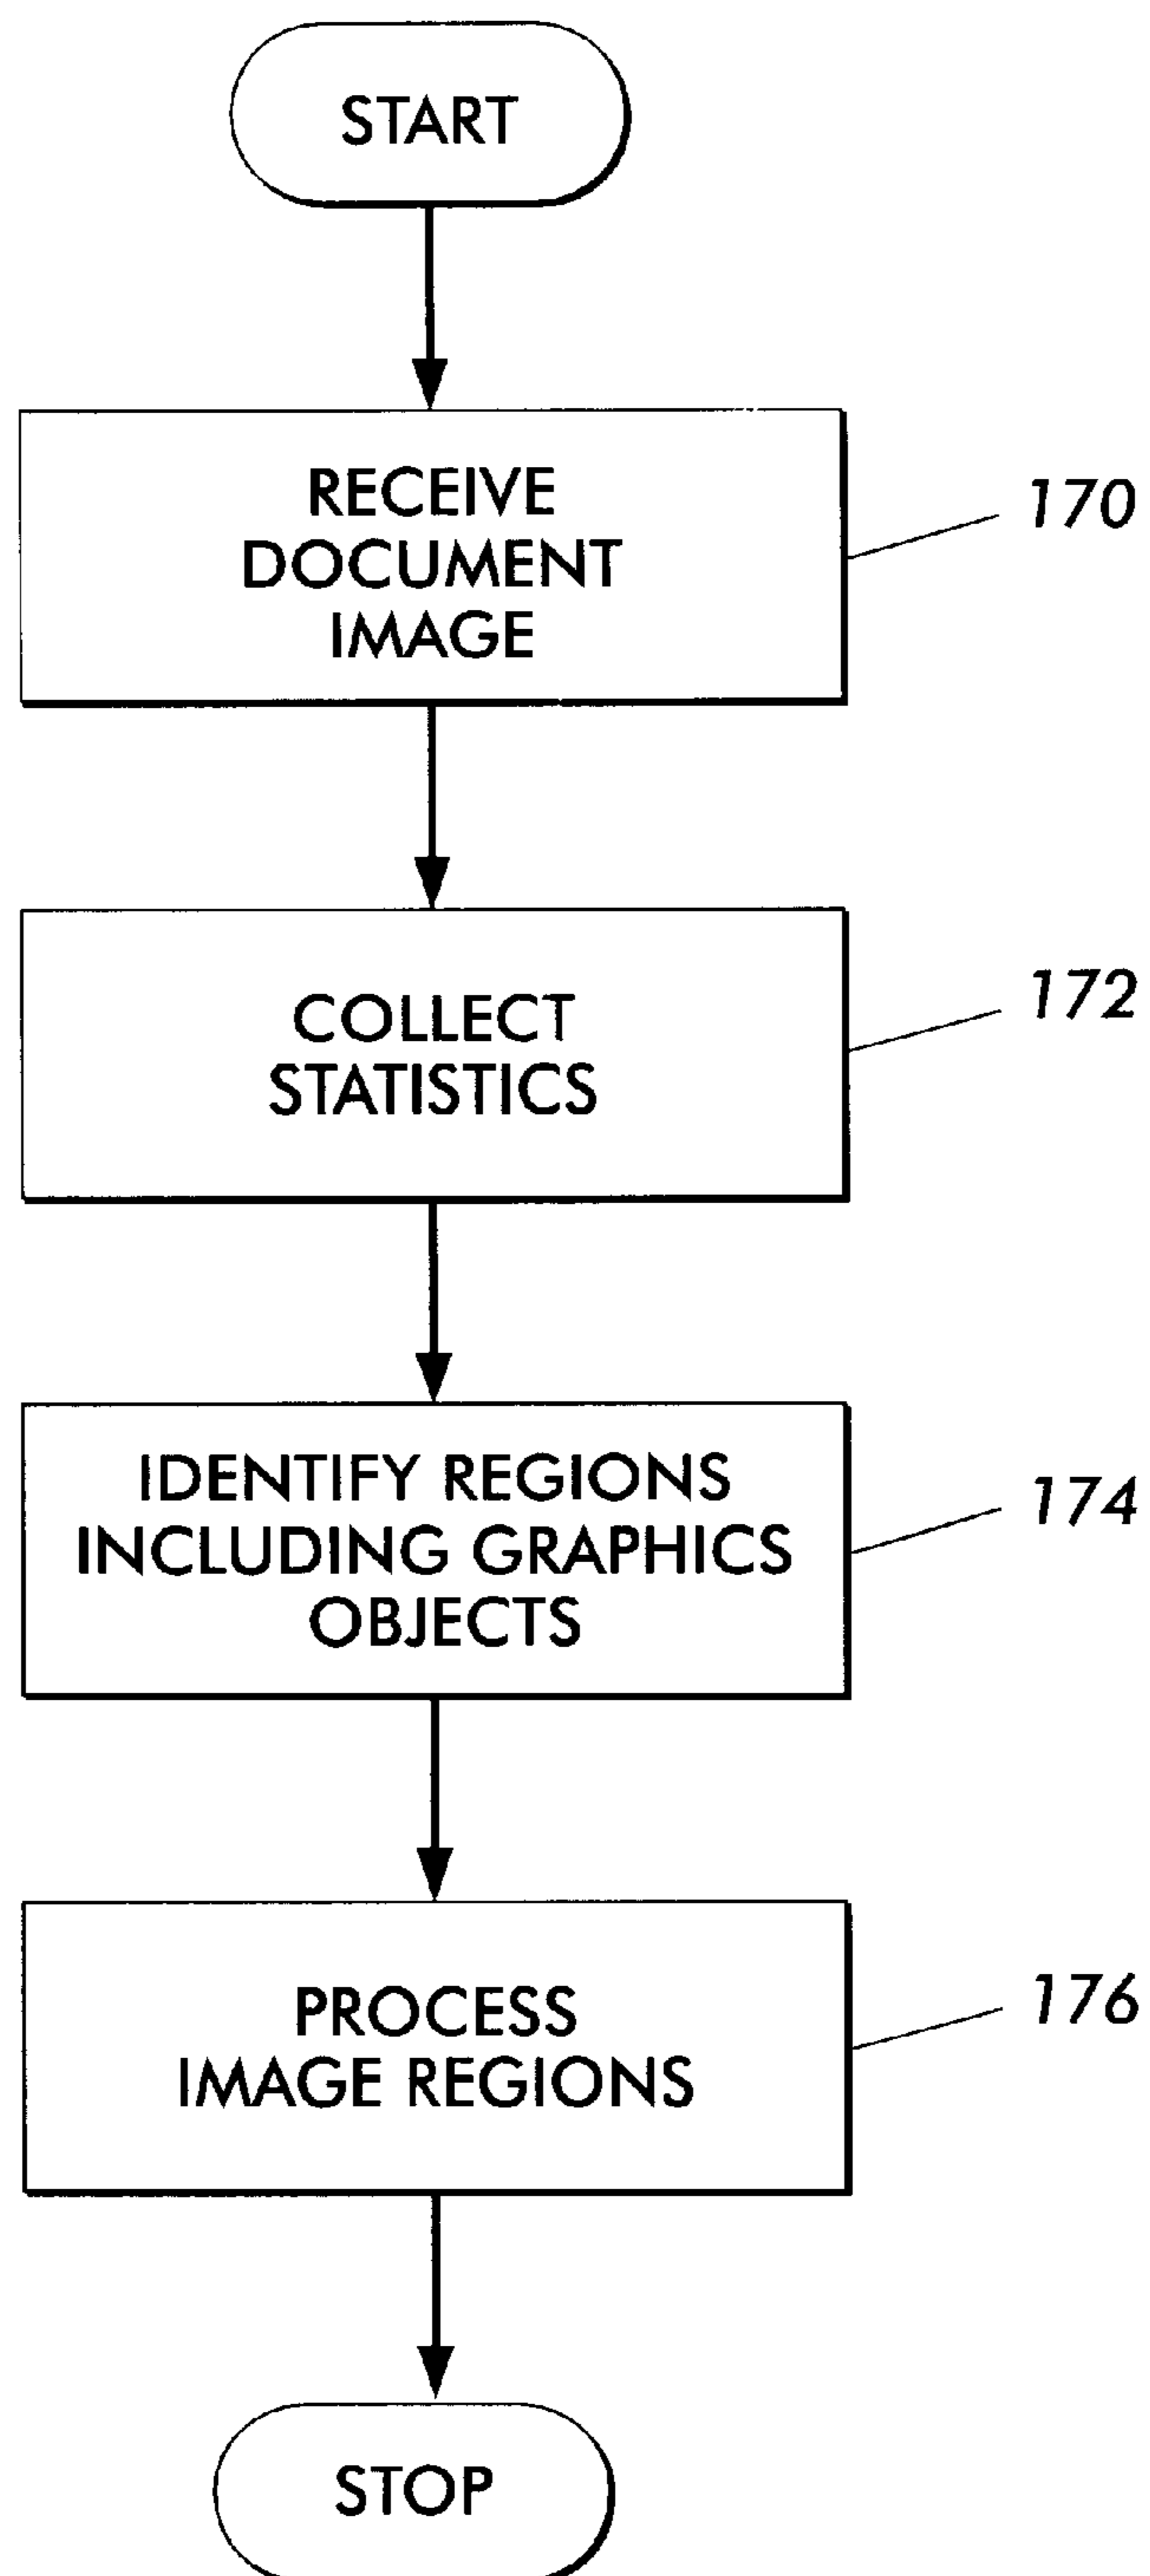 START
RECEIVE
DOCUMENT
IMAGE
170
COLLECT
STATISTICS
172
IDENTIFY REGIONS
INCLUDING GRAPHICS
OBJECTS
174
PROCESS
IMAGE REGIONS
176
STOP